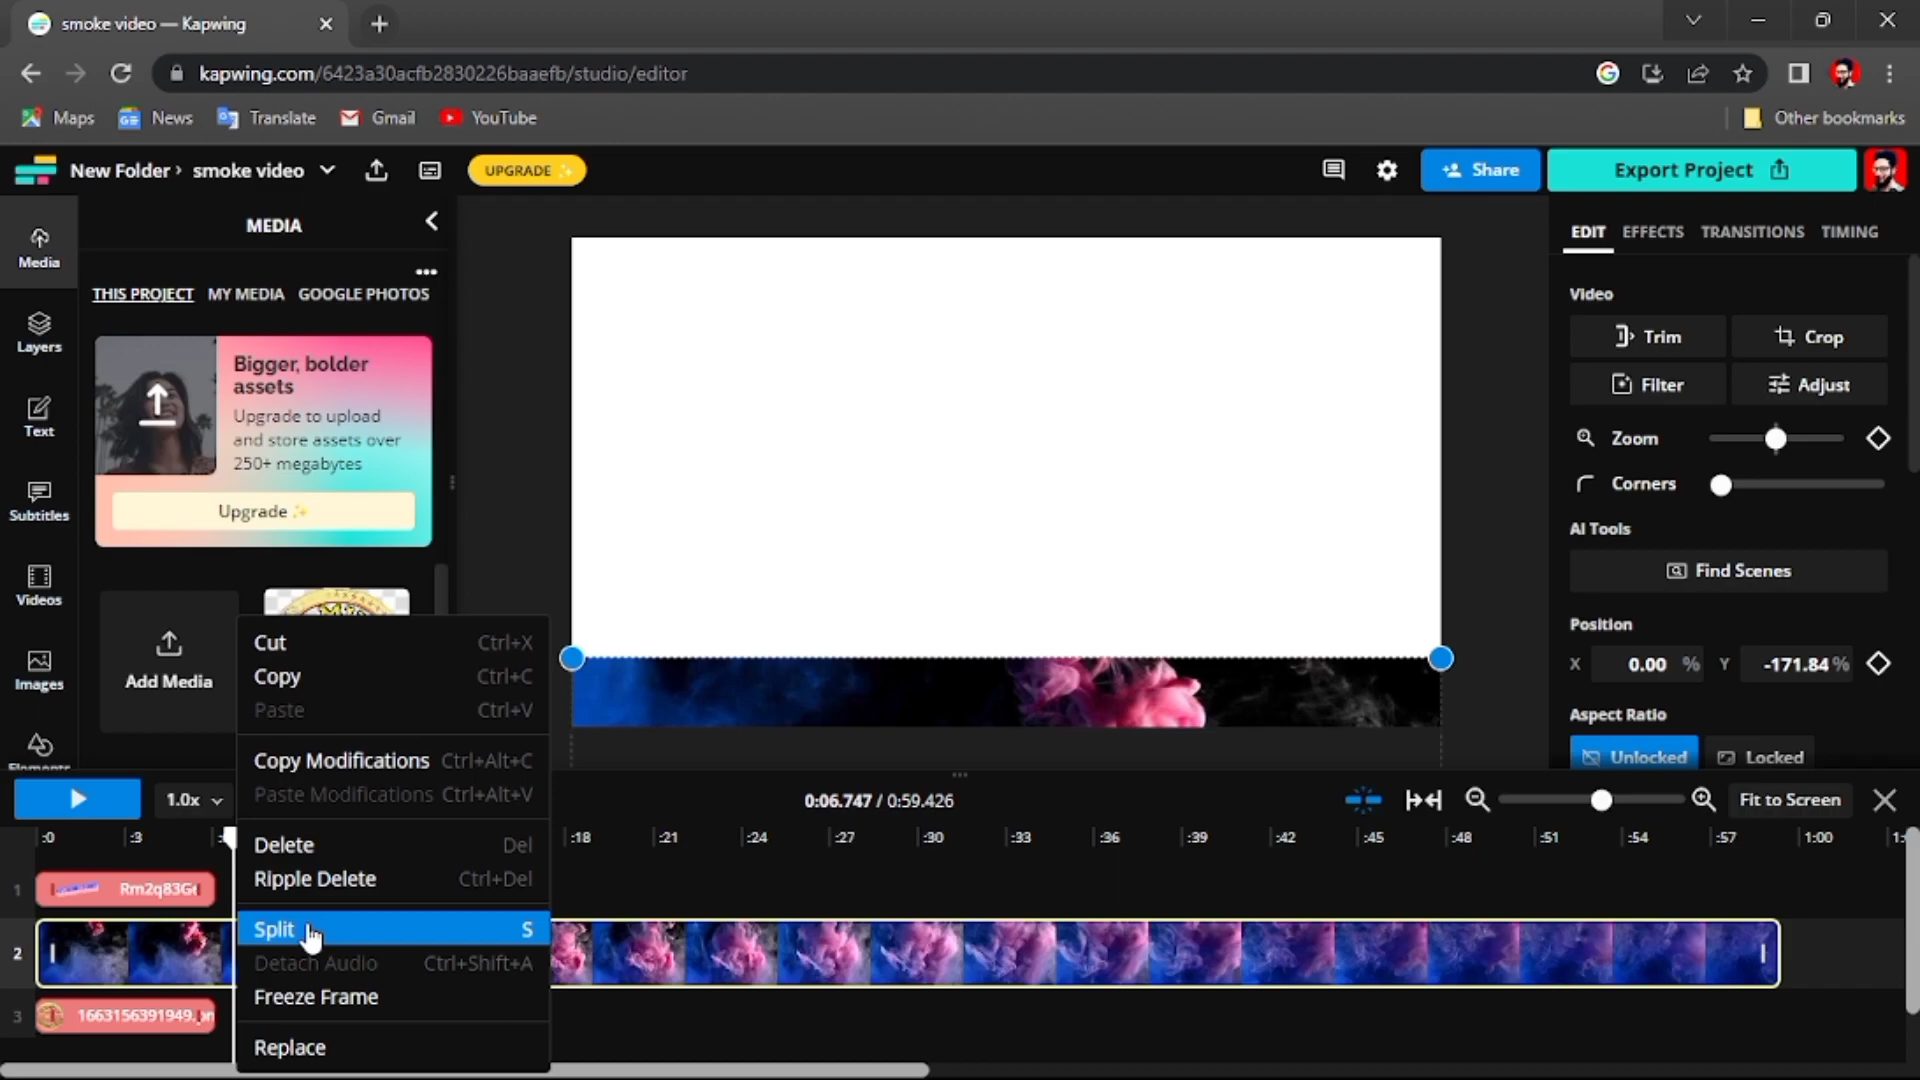 smoke video — Kapwing
kapwing.com/6423a30acfb2830226baaefb/studio/editor
Maps
News
Translate
Gmail
YouTube
Other bookmarks
New Folder › smoke video
UPGRADE
Share
Export Project
Media
Layers
Text
Subtitles
Videos
Images
MEDIA
THIS PROJECT MY MEDIA GOOGLE PHOTOS
Bigger, bolder
assets
Upgrade to upload
and store assets over
250+ megabytes
Upgrade
Add Media
EDIT EFFECTS TRANSITIONS TIMING
Video
Trim
Crop
Filter
Adjust
Zoom
Corners
AI Tools
Find Scenes
Position
X 0.00 % Y -171.84 %
Aspect Ratio
Unlocked
Locked
Cut Ctrl+X
Copy Ctrl+C
Paste Ctrl+V
Copy Modifications Ctrl+Alt+C
Paste Modifications Ctrl+Alt+V
Delete Del
Ripple Delete Ctrl+Del
Split S
Detach Audio Ctrl+Shift+A
Freeze Frame
Replace
1.0x
0:06.747 / 0:59.426
Fit to Screen
:0 :3 :18 :21 :24 :27 :30 :33 :36 :39 :42 :45 :48 :51 :54 :57 1:00
1
2
3